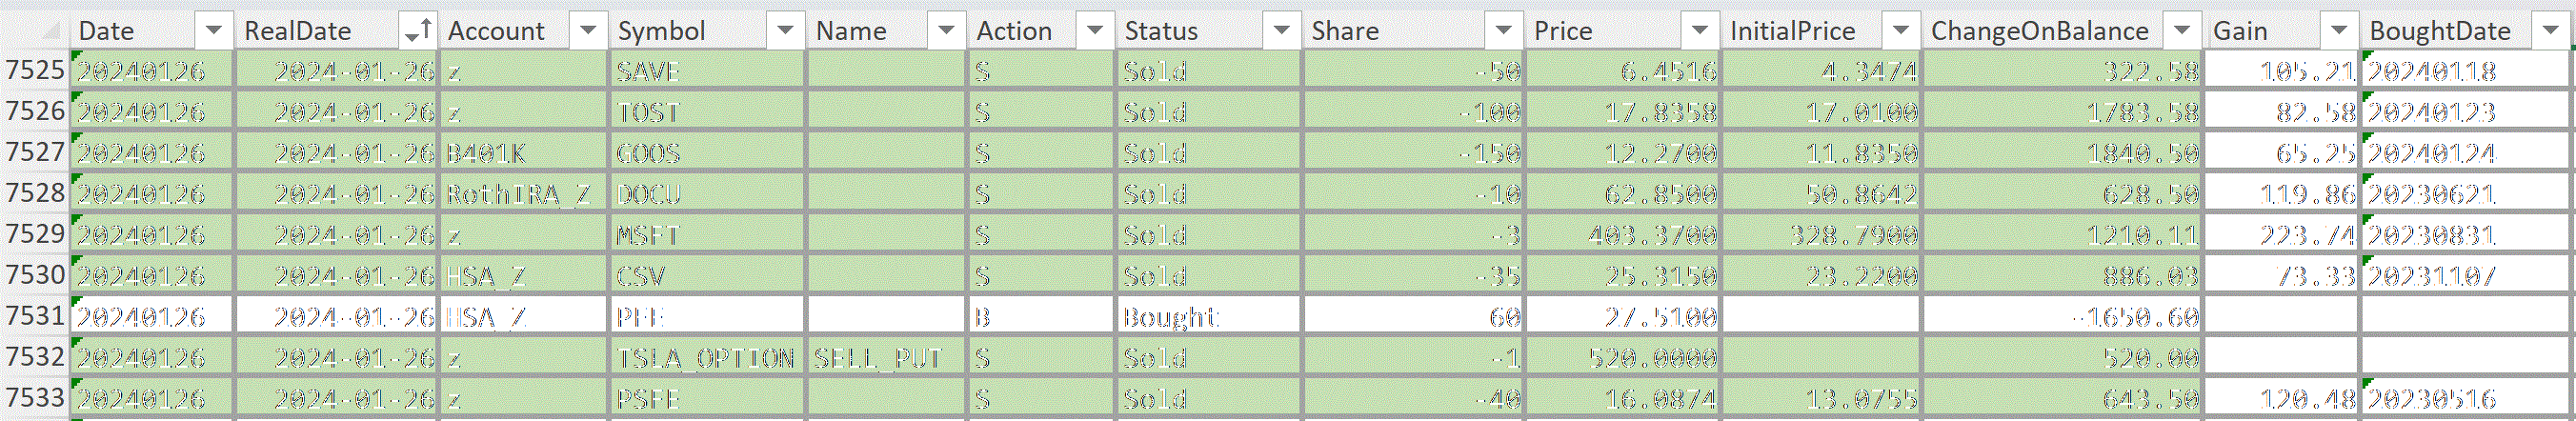 Date RealDate Account Symbol Name Action Status Share Price InitialPrice ChangeOnBalance Gain BoughtDate
7525 20240126 2024-01-26 z SAVE S Sold -50 6.4516 4.3474 322.58 105.21 20240118
7526 20240126 2024-01-26 z TOST S Sold -100 17.8358 17.0100 1783.58 82.58 20240123
7527 20240126 2024-01-26 B401K GOOS S Sold -150 12.2700 11.8350 1840.50 65.25 20240124
7528 20240126 2024-01-26 RothIRA_Z DOCU S Sold -10 62.8500 50.8642 628.50 119.86 20230621
7529 20240126 2024-01-26 z MSFT S Sold -3 403.3700 328.7900 1210.11 223.74 20230831
7530 20240126 2024-01-26 HSA_Z CSV S Sold -35 25.3150 23.2200 886.03 73.33 20231107
7531 20240126 2024-01-26 HSA_Z PFE B Bought 60 27.5100 -1650.60
7532 20240126 2024-01-26 z TSLA_OPTION SELL_PUT S Sold -1 520.0000 520.00
7533 20240126 2024-01-26 z PSFE S Sold -40 16.0874 13.0755 643.50 120.48 20230516